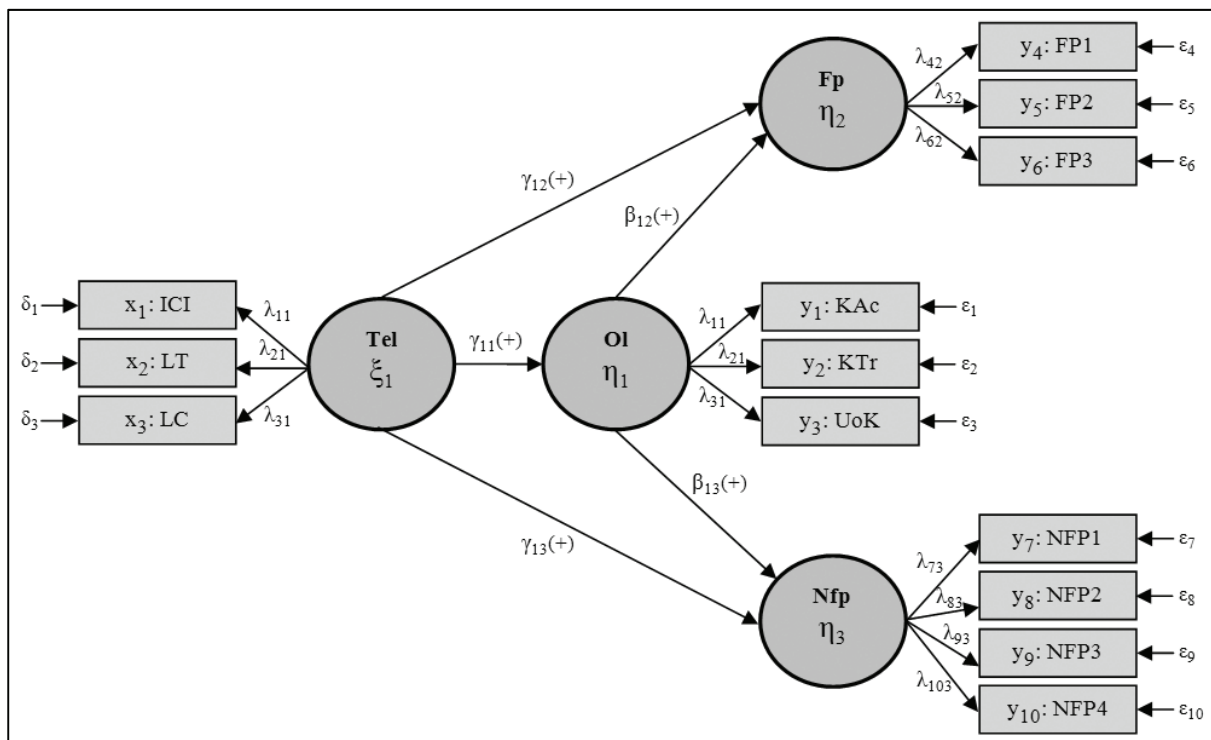 Fp
η₂
λ₄₂
λ₅₂
λ₆₂
y₄: FP1
ε₄
y₅: FP2
ε₅
y₆: FP3
ε₆
γ₁₂(+)
β₁₂(+)
δ₁
x₁: ICI
δ₂
x₂: LT
δ₃
x₃: LC
λ₁₁
λ₂₁
λ₃₁
Tel
ξ₁
γ₁₁(+)
Ol
η₁
λ₁₁
λ₂₁
λ₃₁
y₁: KAc
ε₁
y₂: KTr
ε₂
y₃: UoK
ε₃
β₁₃(+)
γ₁₃(+)
Nfp
η₃
λ₇₃
λ₈₃
λ₉₃
λ₁₀₃
y₇: NFP1
ε₇
y₈: NFP2
ε₈
y₉: NFP3
ε₉
y₁₀: NFP4
ε₁₀